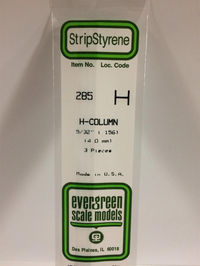 StripStyrene
Item No. Loc. Code
285 H
H-COLUMN
5/32" (.156)
(4.0 mm)
3 Pieces
Made in U.S.A.
evergreen
scale models
Des Plaines, IL 60018